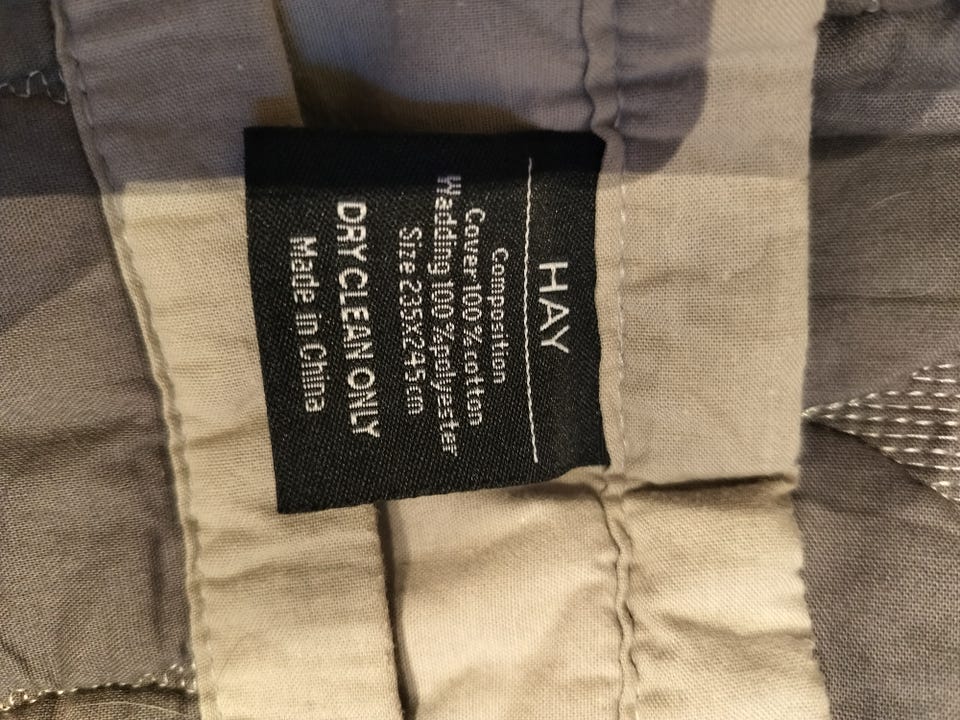 HAY
Composition
Cover 100 % cotton
Wadding 100 % polyester
Size 235X245cm
DRY CLEAN ONLY
Made in China